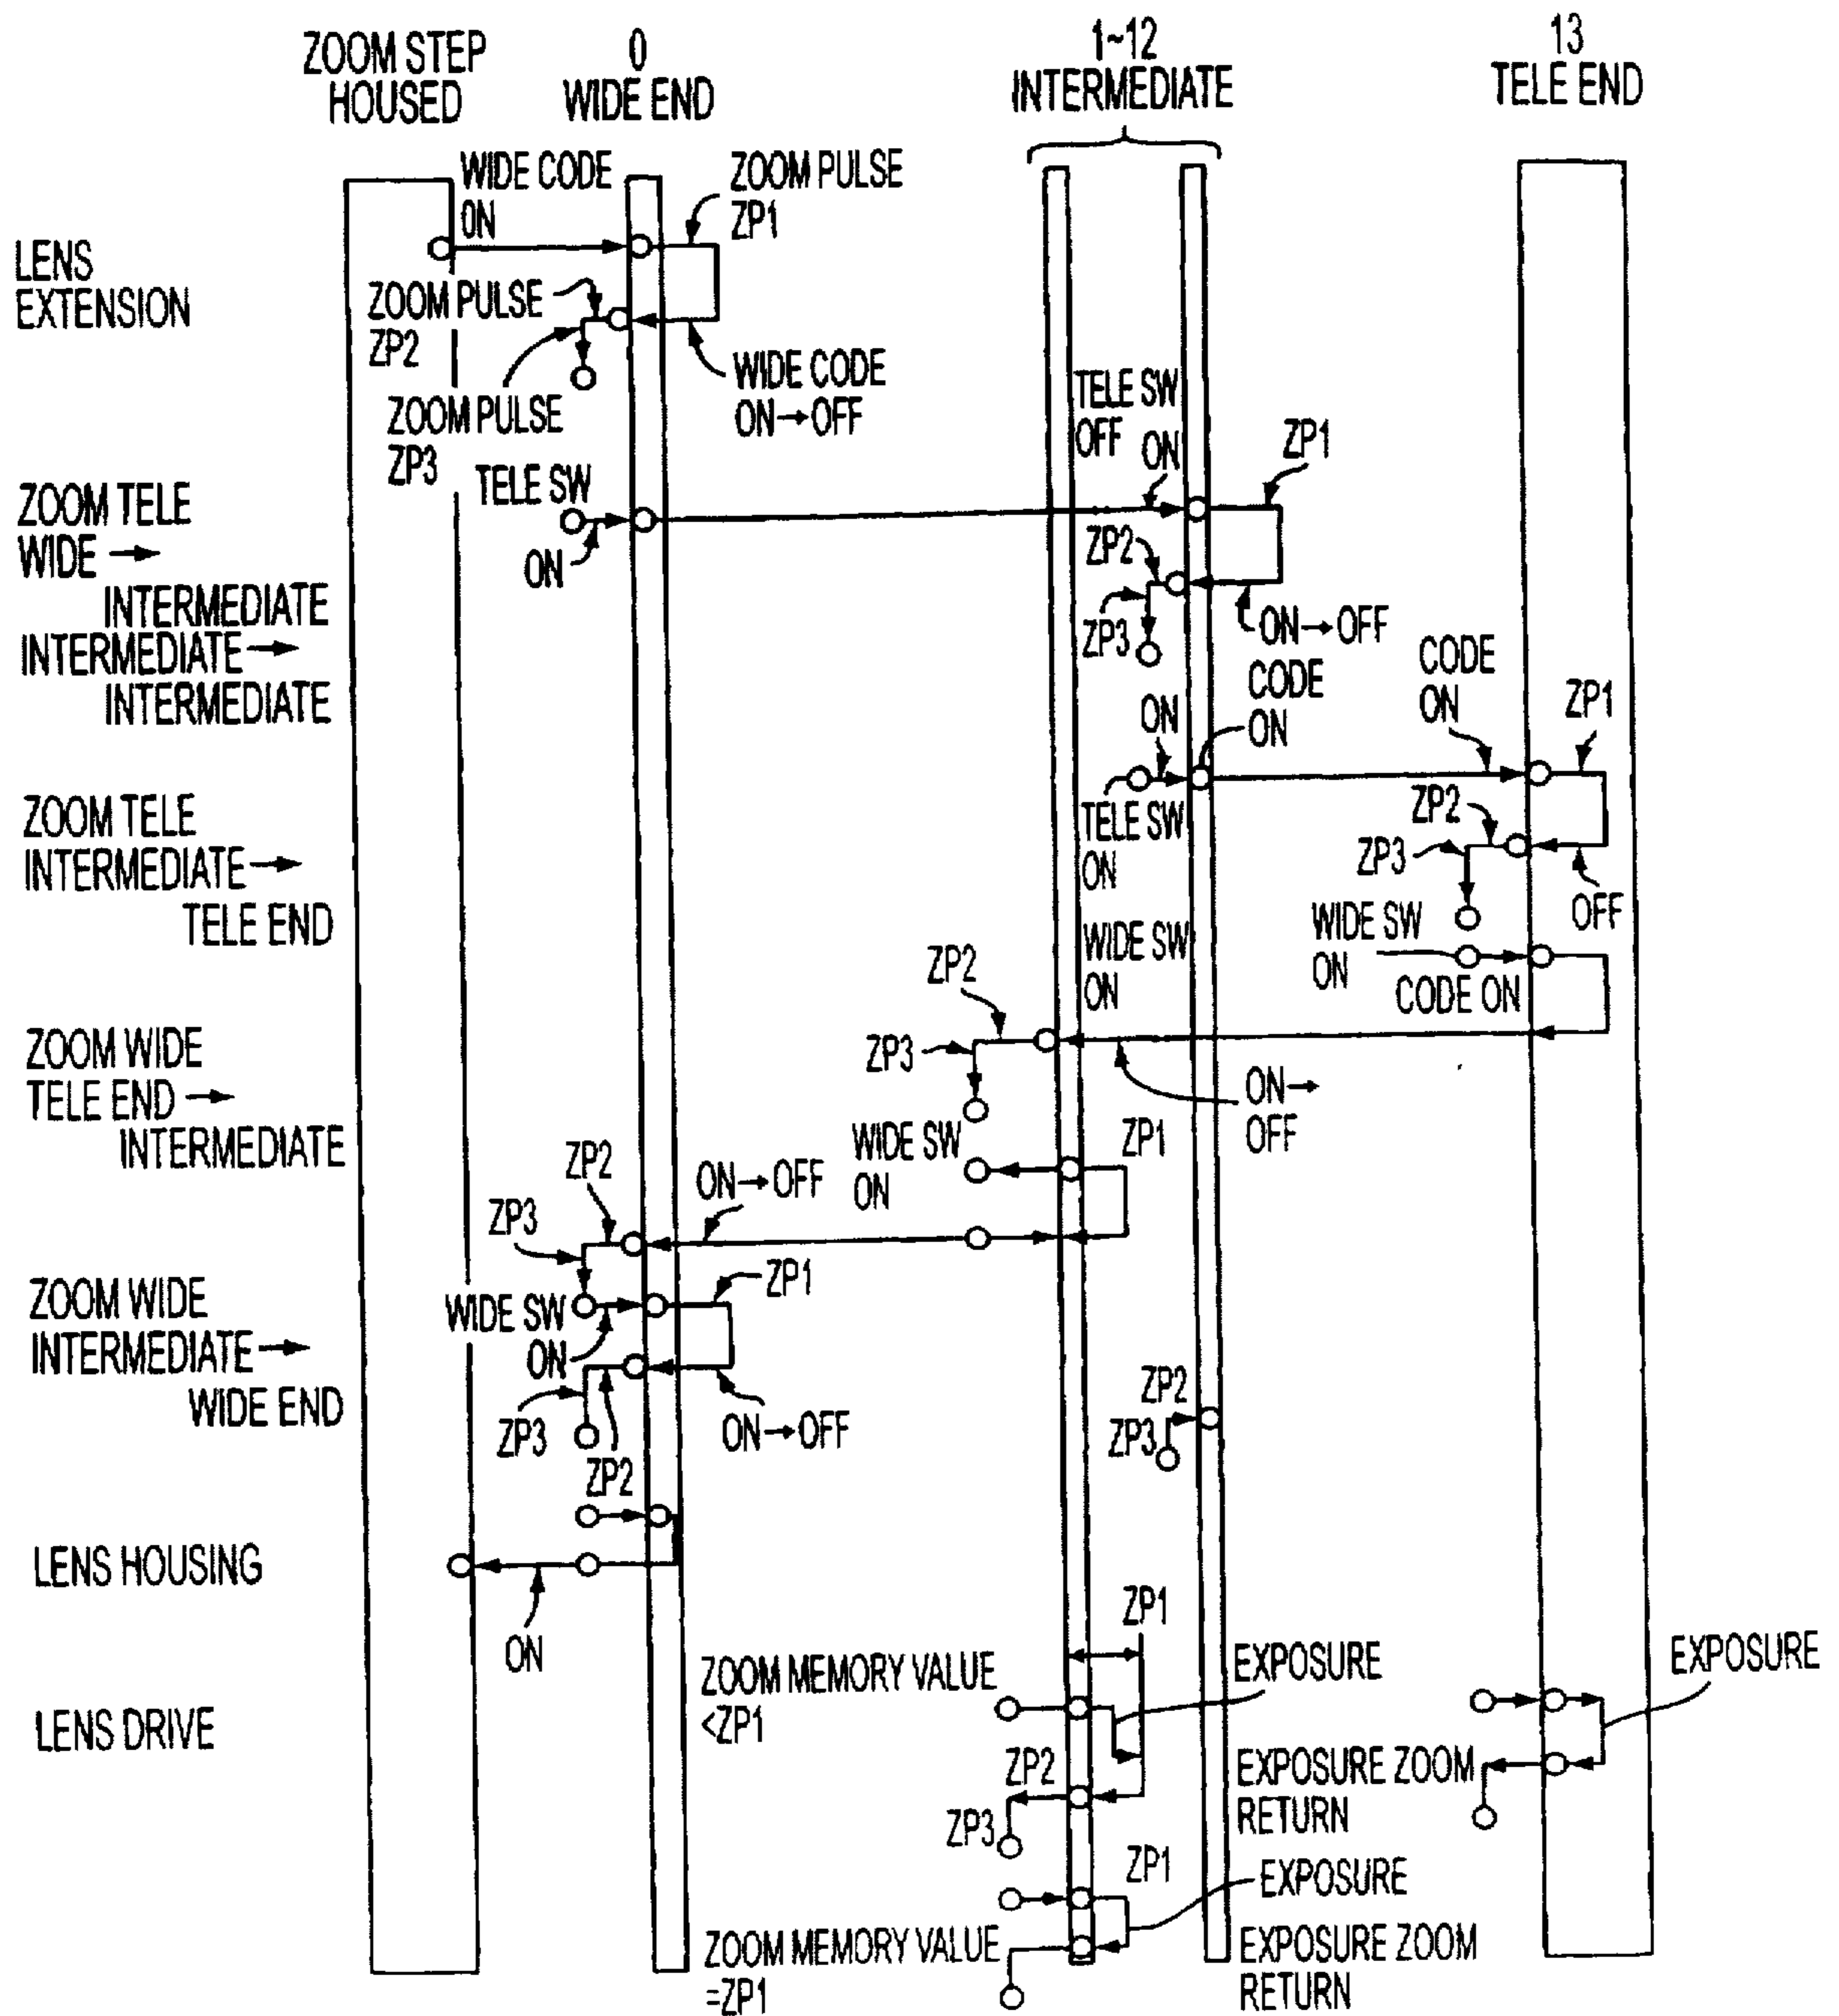 ZOOM STEP
HOUSED
0
WIDE END
1~12
INTERMEDIATE
13
TELE END
LENS
EXTENSION
WIDE CODE
ON
ZOOM PULSE
ZP1
ZOOM PULSE
ZP2
ZOOM PULSE
ZP3
WIDE CODE
ON→OFF
ZOOM TELE
WIDE →
INTERMEDIATE
INTERMEDIATE →
INTERMEDIATE
TELE SW
ON
TELE SW
OFF
ON
ZP1
ZP2
ZP3
ON→OFF
CODE
ON
ZOOM TELE
INTERMEDIATE →
TELE END
ON
TELE SW
ON
CODE
ON
ZP1
ZP2
ZP3
OFF
WIDE SW
ON
CODE ON
ZOOM WIDE
TELE END →
INTERMEDIATE
WIDE SW
ON
ZP2
ZP3
ON→
OFF
WIDE SW
ON
ZP1
ZP2
ZP3
ON→OFF
ZOOM WIDE
INTERMEDIATE →
WIDE END
WIDE SW
ON
ZP1
ZP3
ZP2
ON→OFF
ZP2
ZP3
LENS HOUSING
ON
LENS DRIVE
ZOOM MEMORY VALUE
<ZP1
ZP1
EXPOSURE
ZP2
ZP3
EXPOSURE ZOOM
RETURN
EXPOSURE
ZP1
EXPOSURE
ZOOM MEMORY VALUE
=ZP1
EXPOSURE ZOOM
RETURN